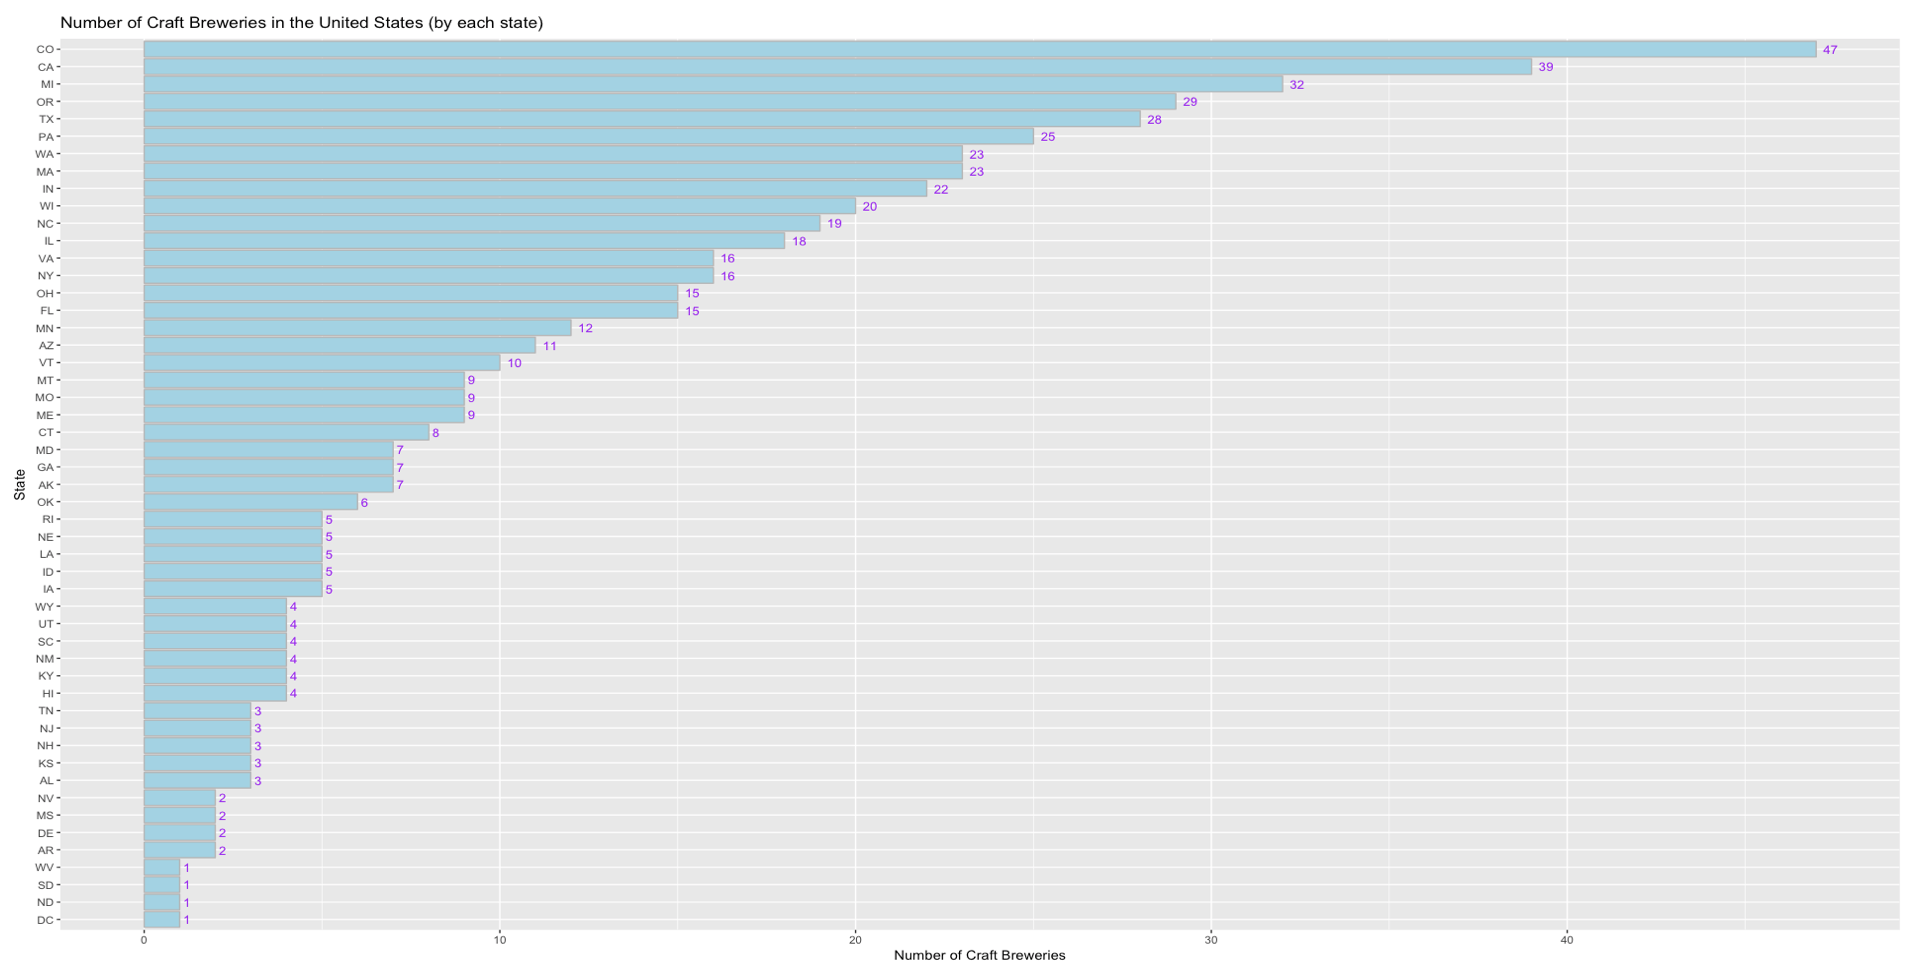 Number of Craft Breweries in the United States (by each state)
CO 47
CA 39
MI 32
OR 29
TX 28
PA 25
WA 23
MA 23
IN 22
WI 20
NC 19
IL 18
VA 16
NY 16
OH 15
FL 15
MN 12
AZ 11
VT 10
MT 9
MO 9
ME 9
CT 8
MD 7
GA 7
AK 7
OK 6
RI 5
NE 5
LA 5
ID 5
IA 5
WY 4
UT 4
SC 4
NM 4
KY 4
HI 4
TN 3
NJ 3
NH 3
KS 3
AL 3
NV 2
MS 2
DE 2
AR 2
WV 1
SD 1
ND 1
DC 1
State
0 10 20 30 40
Number of Craft Breweries